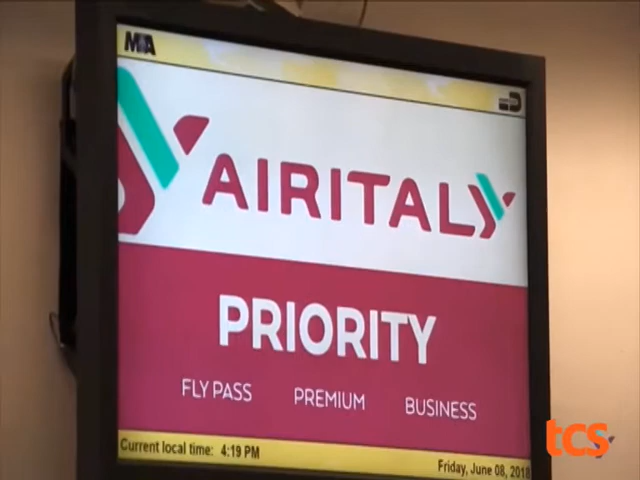 MIA
AIRITALY
PRIORITY
FLY PASS PREMIUM BUSINESS
Current local time: 4:19 PM
Friday, June 08, 2018
tcs